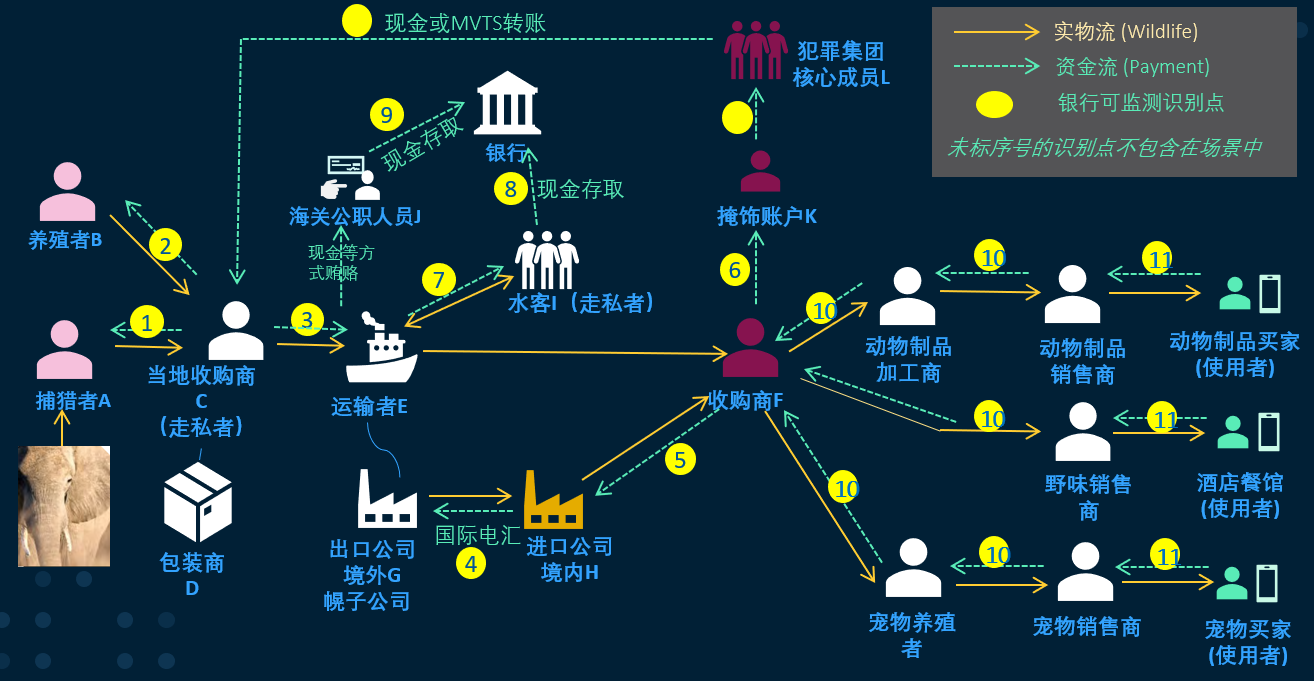 现金或MVTS转账
犯罪集团
核心成员L
实物流 (Wildlife)
资金流 (Payment)
银行可监测识别点
未标序号的识别点不包含在场景中
9
现金存取
银行
8
现金存取
海关公职人员J
现金等方
式贿赂
掩饰账户K
养殖者B
2
7
水客I（走私者）
6
1
3
捕猎者A
当地收购商
C
（走私者）
运输者E
收购商F
10
动物制品
加工商
10
动物制品
销售商
11
动物制品买家
(使用者)
包装商
D
出口公司
境外G
幌子公司
国际电汇
4
进口公司
境内H
5
10
野味销售
商
11
酒店餐馆
(使用者)
10
宠物养殖
者
10
宠物销售商
11
宠物买家
(使用者)